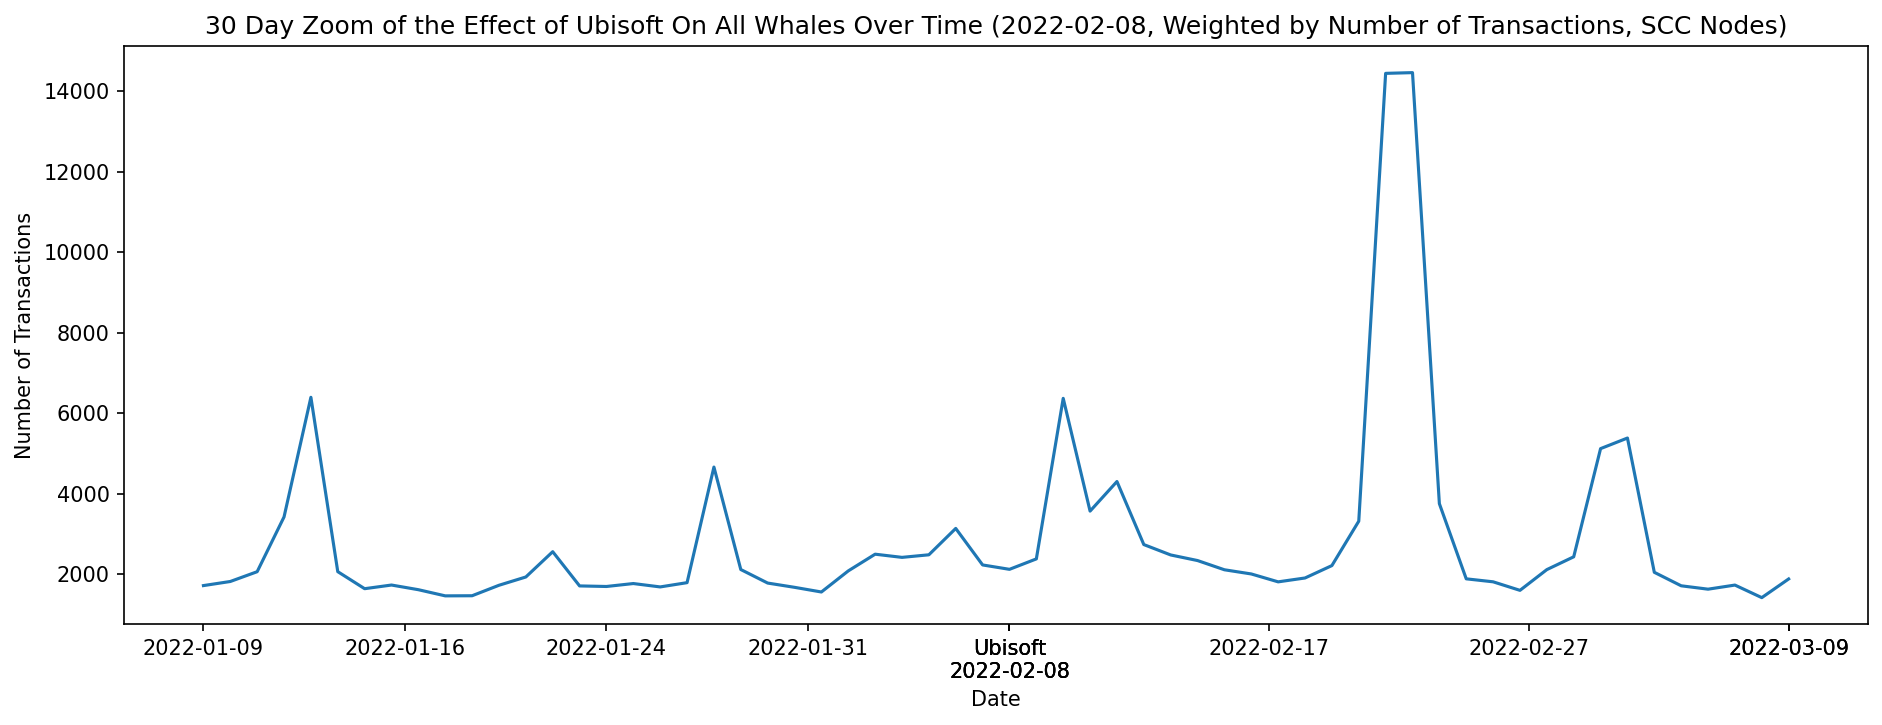 30 Day Zoom of the Effect of Ubisoft On All Whales Over Time (2022-02-08, Weighted by Number of Transactions, SCC Nodes)
Number of Transactions
14000
12000
10000
8000
6000
4000
2000
2022-01-09 2022-01-16 2022-01-24 2022-01-31 Ubisoft 2022-02-17 2022-02-27 2022-03-09
2022-02-08
Date